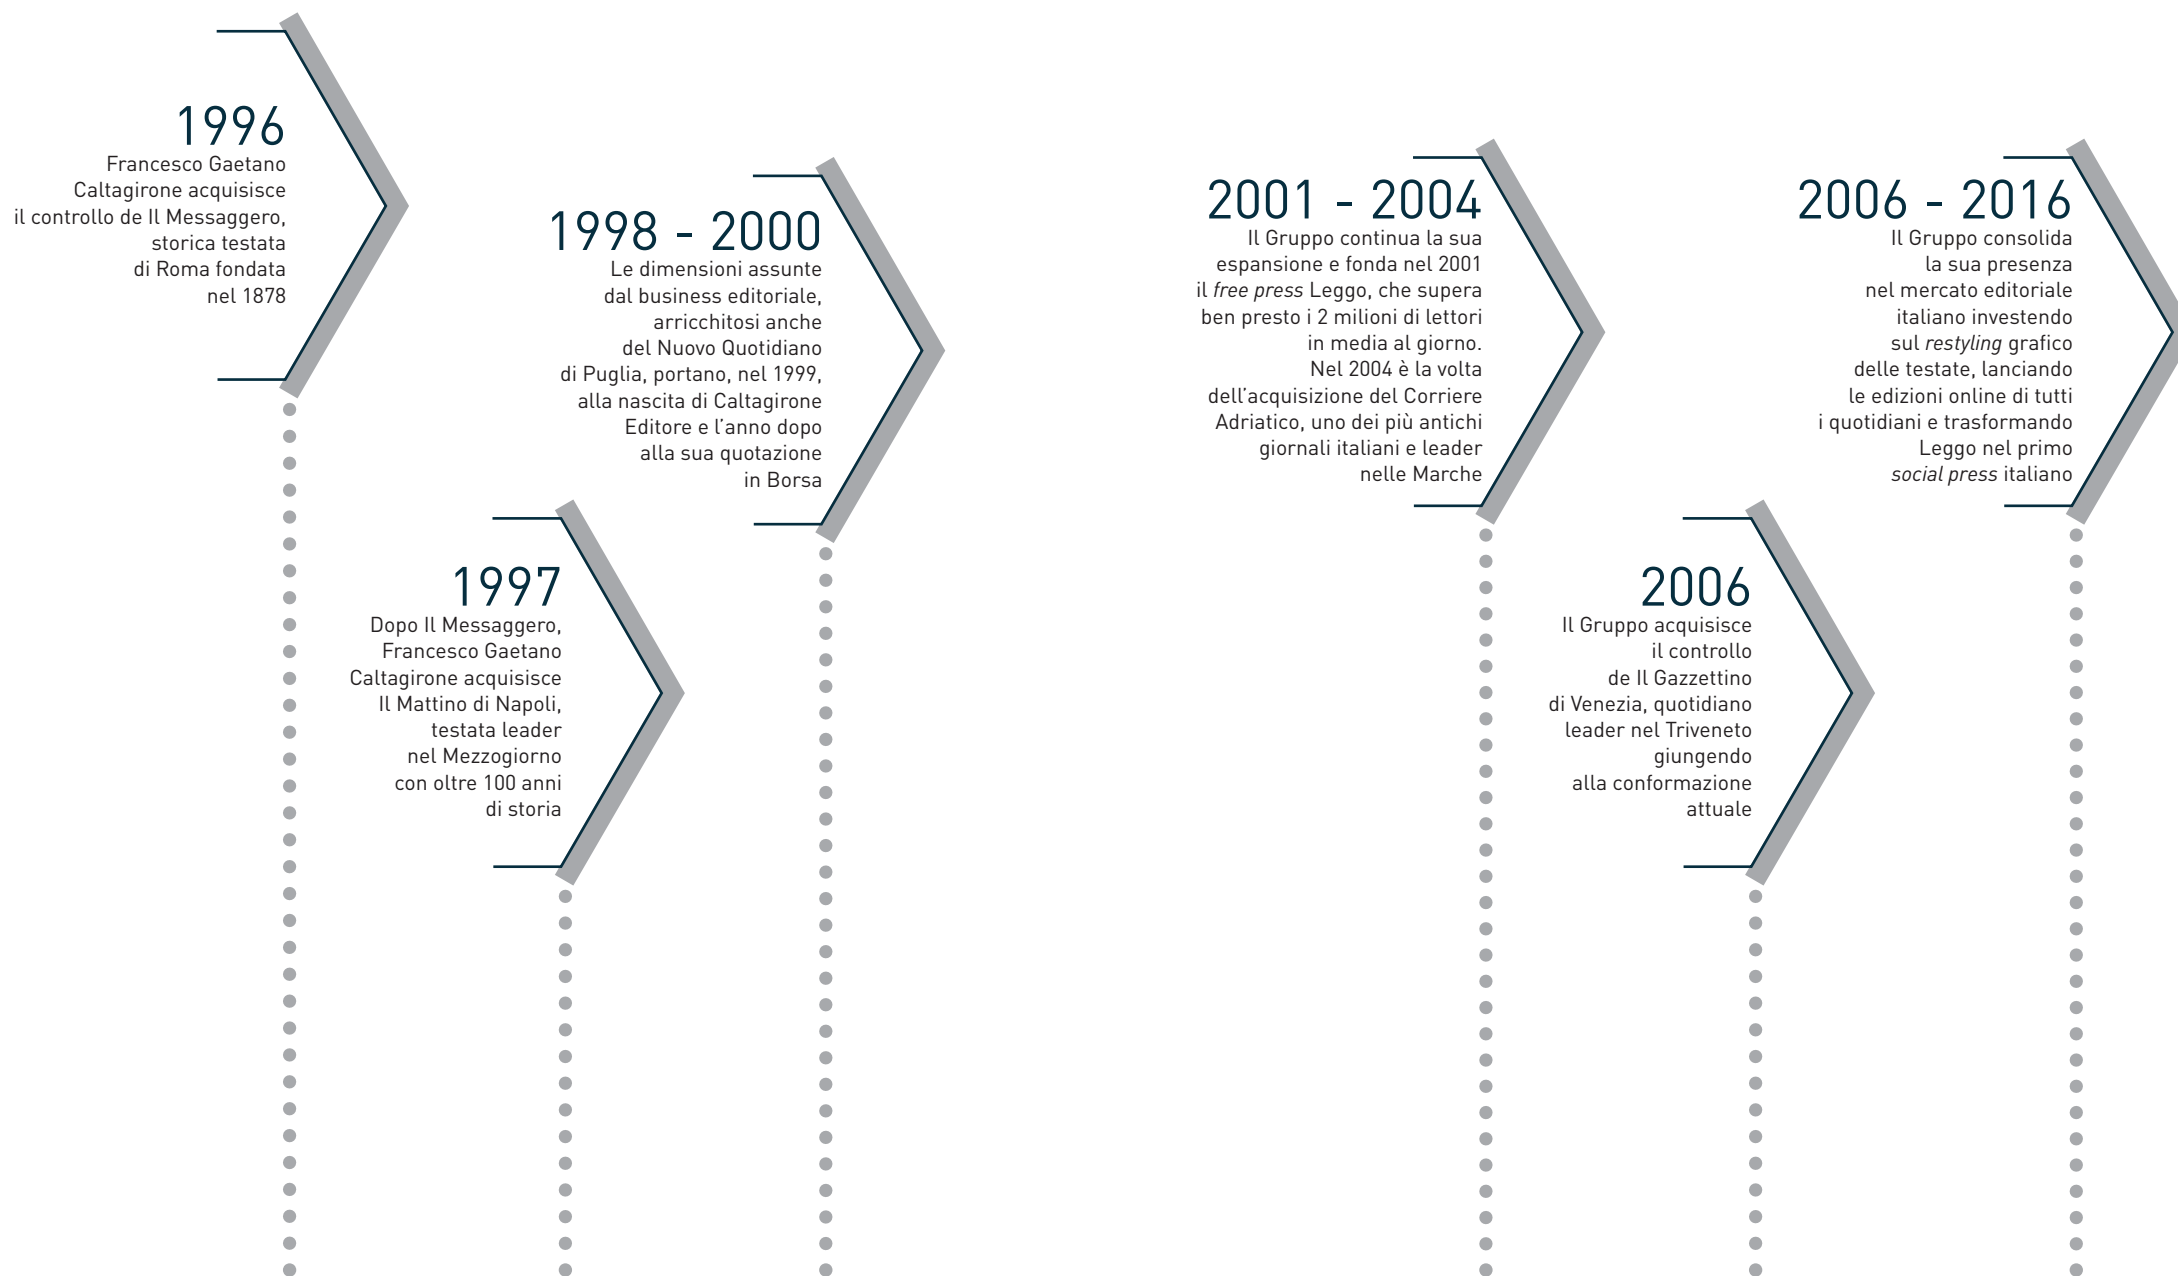 1996
Francesco Gaetano
Caltagirone acquisisce
il controllo de Il Messaggero,
storica testata
di Roma fondata
nel 1878
1997
Dopo Il Messaggero,
Francesco Gaetano
Caltagirone acquisisce
Il Mattino di Napoli,
testata leader
nel Mezzogiorno
con oltre 100 anni
di storia
1998 - 2000
Le dimensioni assunte
dal business editoriale,
arricchitosi anche
del Nuovo Quotidiano
di Puglia, portano, nel 1999,
alla nascita di Caltagirone
Editore e l’anno dopo
alla sua quotazione
in Borsa
2001 - 2004
Il Gruppo continua la sua
espansione e fonda nel 2001
il free press Leggo, che supera
ben presto i 2 milioni di lettori
in media al giorno.
Nel 2004 è la volta
dell’acquisizione del Corriere
Adriatico, uno dei più antichi
giornali italiani e leader
nelle Marche
2006
Il Gruppo acquisisce
il controllo
de Il Gazzettino
di Venezia, quotidiano
leader nel Triveneto
giungendo
alla conformazione
attuale
2006 - 2016
Il Gruppo consolida
la sua presenza
nel mercato editoriale
italiano investendo
sul restyling grafico
delle testate, lanciando
le edizioni online di tutti
i quotidiani e trasformando
Leggo nel primo
social press italiano